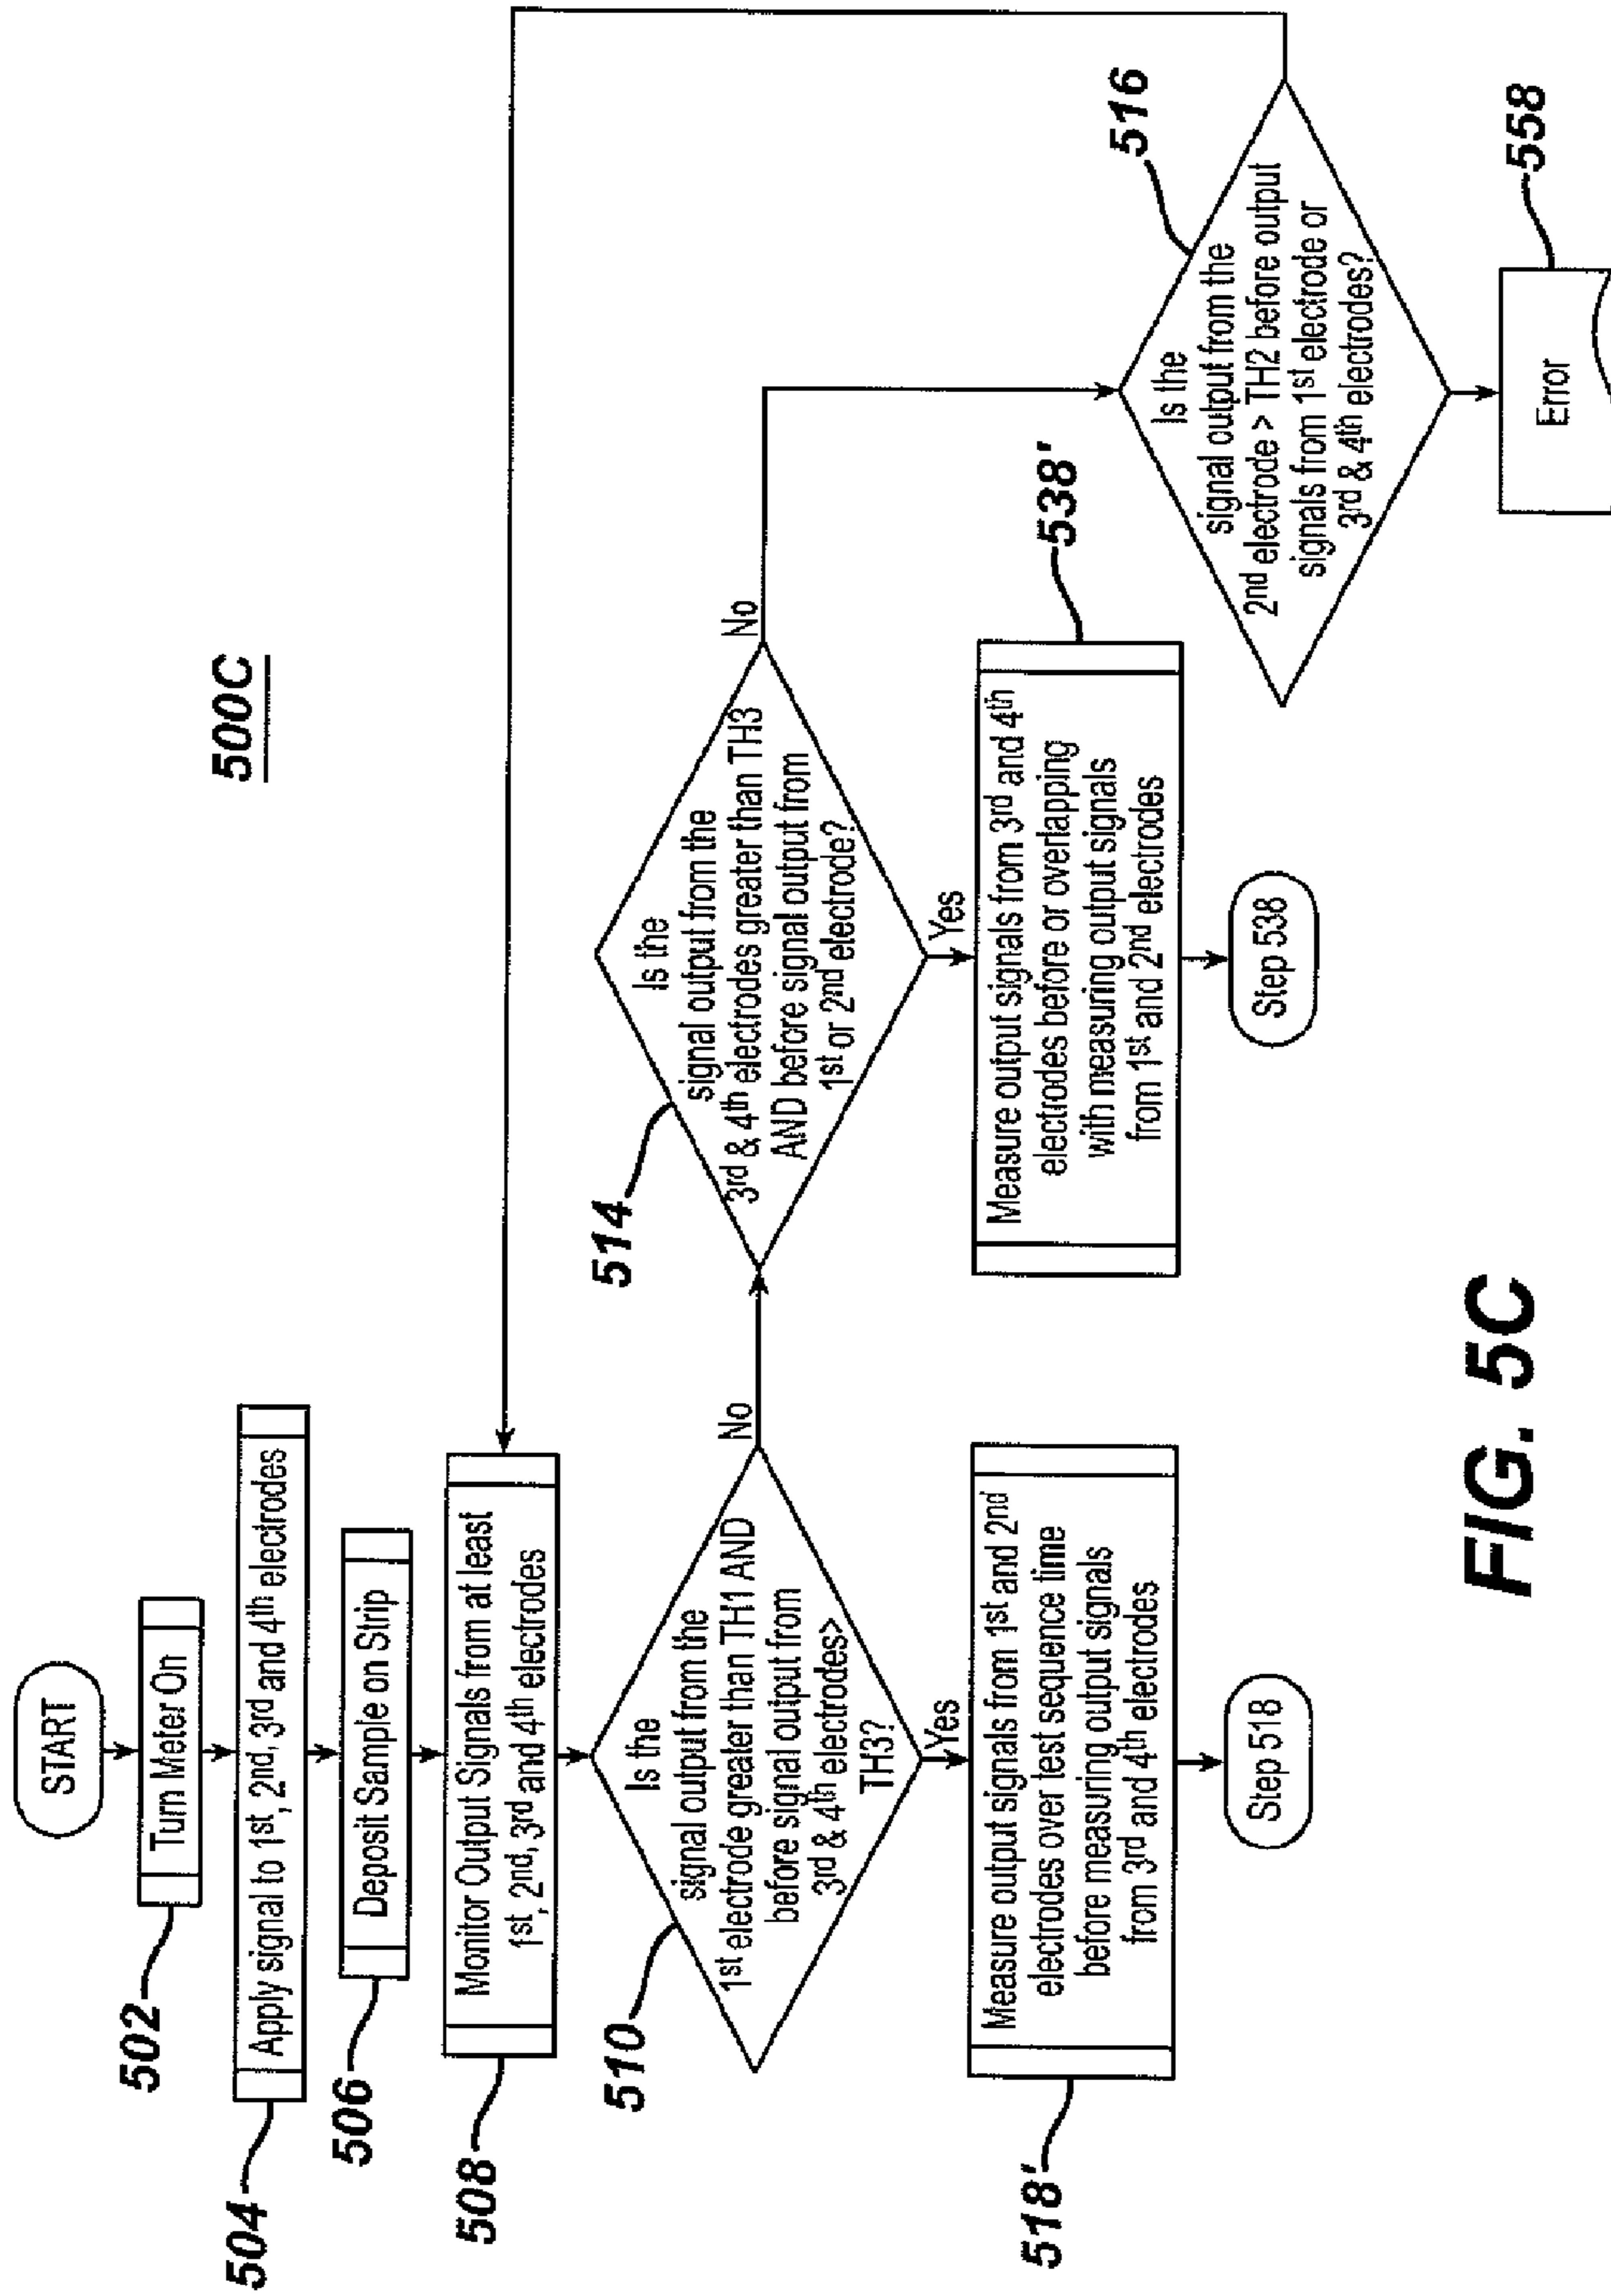 500C
START
502
Turn Meter On
504
Apply signal to 1st, 2nd, 3rd and 4th electrodes
506
Deposit Sample on Strip
508
Monitor Output Signals from at least
1st, 2nd, 3rd and 4th electrodes
510
Is the
signal output from the
1st electrode greater than TH1 AND
before signal output from
3rd & 4th electrodes>
TH3?
No
Yes
518'
Measure output signals from 1st and 2nd
electrodes over test sequence time
before measuring output signals
from 3rd and 4th electrodes
Step 518
514
Is the
signal output from the
3rd & 4th electrodes greater than TH3
AND before signal output from
1st or 2nd electrode?
No
Yes
538'
Measure output signals from 3rd and 4th
electrodes before or overlapping
with measuring output signals
from 1st and 2nd electrodes
Step 538
516
Is the
signal output from the
2nd electrode > TH2 before output
signals from 1st electrode or
3rd & 4th electrodes?
558
Error
FIG. 5C